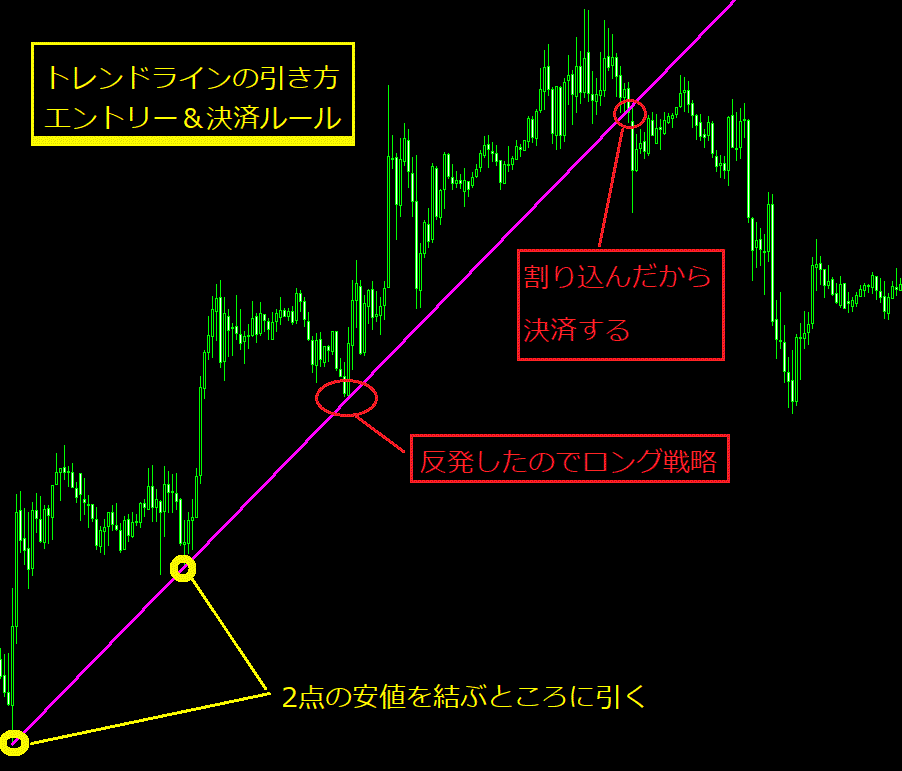 トレンドラインの引き方
エントリー＆決済ルール
割り込んだから
決済する
反発したのでロング戦略
2点の安値を結ぶところに引く